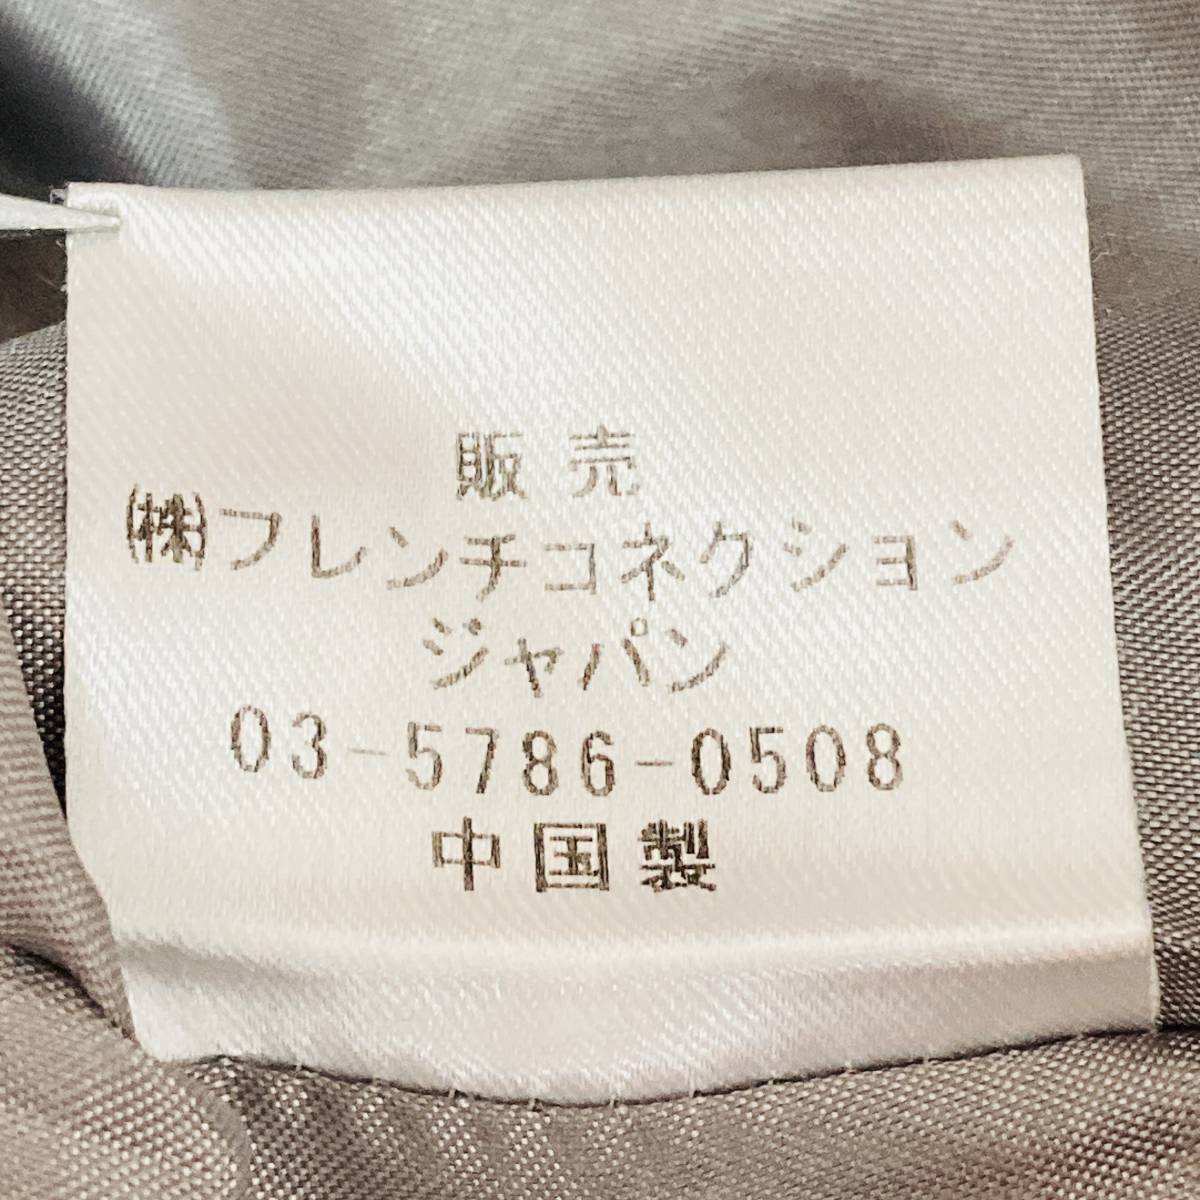 販売
㈱フレンチコネクション
ジャパン
03-5786-0508
中国製